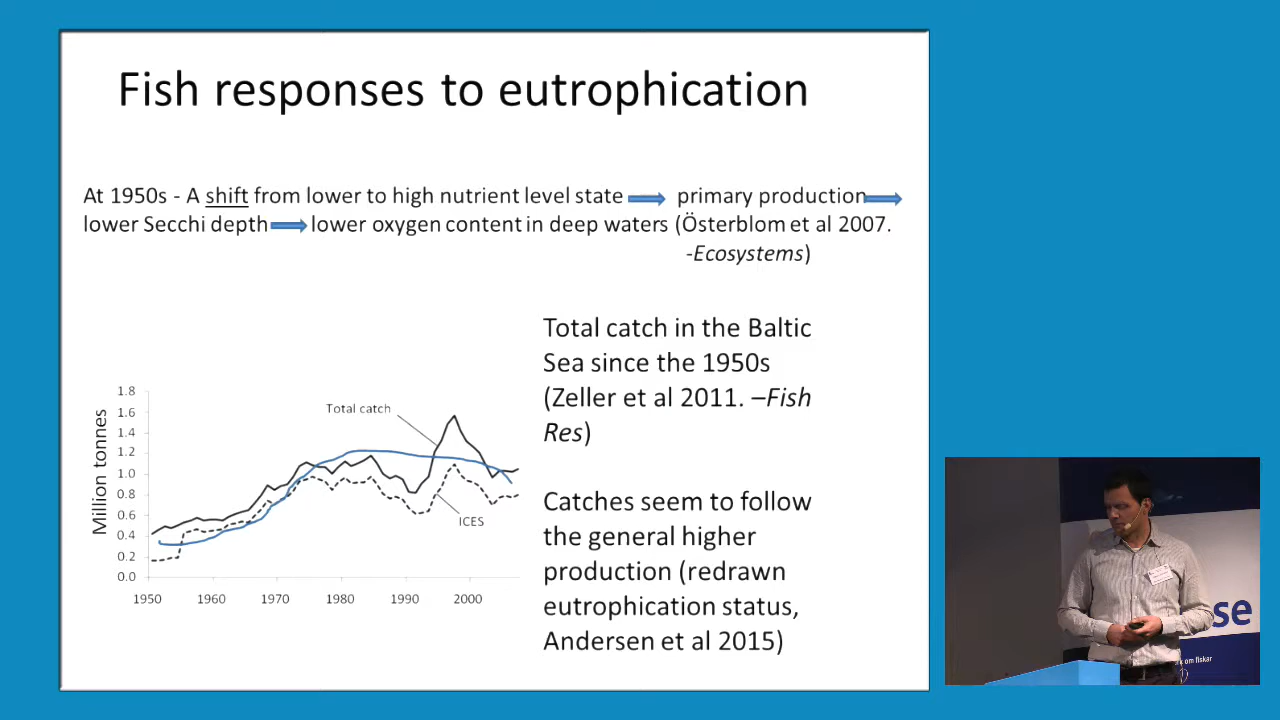 Fish responses to eutrophication
At 1950s - A shift from lower to high nutrient level state primary production
lower Secchi depth lower oxygen content in deep waters (Österblom et al 2007.
-Ecosystems)
Total catch in the Baltic
Sea since the 1950s
(Zeller et al 2011. –Fish
Res)
Catches seem to follow
the general higher
production (redrawn
eutrophication status,
Andersen et al 2015)
Million tonnes
1.8
1.6
1.4
1.2
1.0
0.8
0.6
0.4
0.2
0.0
Total catch
ICES
1950 1960 1970 1980 1990 2000
se
om fiskar